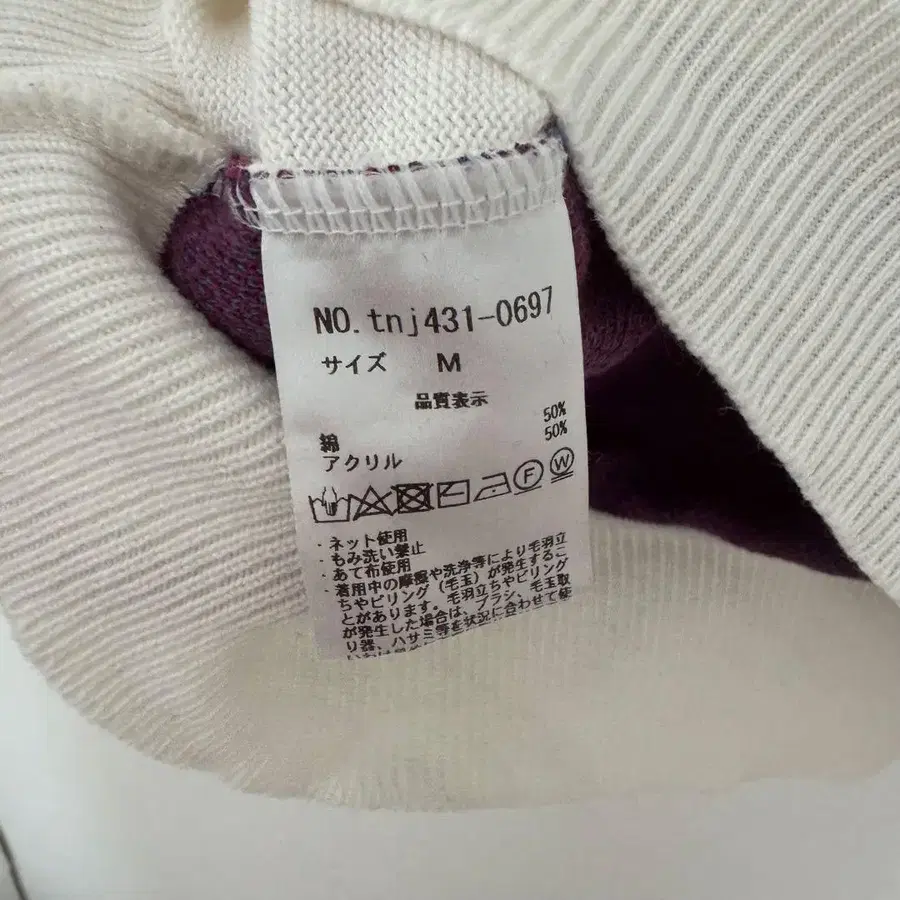 NO.tnj431-0697
サイズ M
品質表示
綿 50%
アクリル 50%
F W
・ネット使用
・もみ洗い禁止
・あて布使用
・着用中の摩擦や洗浄等により毛羽立
ちやピリング(毛玉)が発生するこ
とがあります。毛羽立ちやピリング
が発生した場合は、ブラシ、毛玉取
り器、ハサミ等を状況に合わせて使